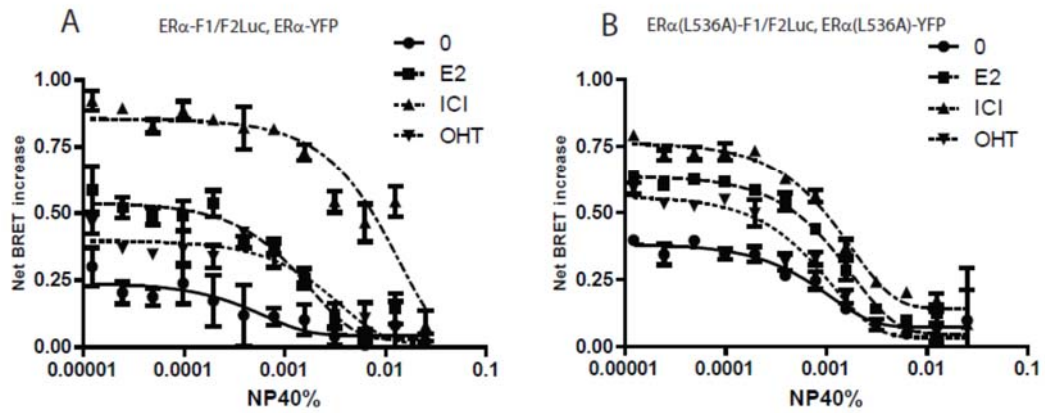 A
ERα-F1/F2Luc, ERα-YFP
0
E2
ICI
OHT
Net BRET increase
1.00
0.75
0.50
0.25
0.00
0.00001
0.0001
0.001
0.01
0.1
NP40%
B
ERα(L536A)-F1/F2Luc, ERα(L536A)-YFP
0
E2
ICI
OHT
Net BRET increase
1.00
0.75
0.50
0.25
0.00
0.00001
0.0001
0.001
0.01
0.1
NP40%